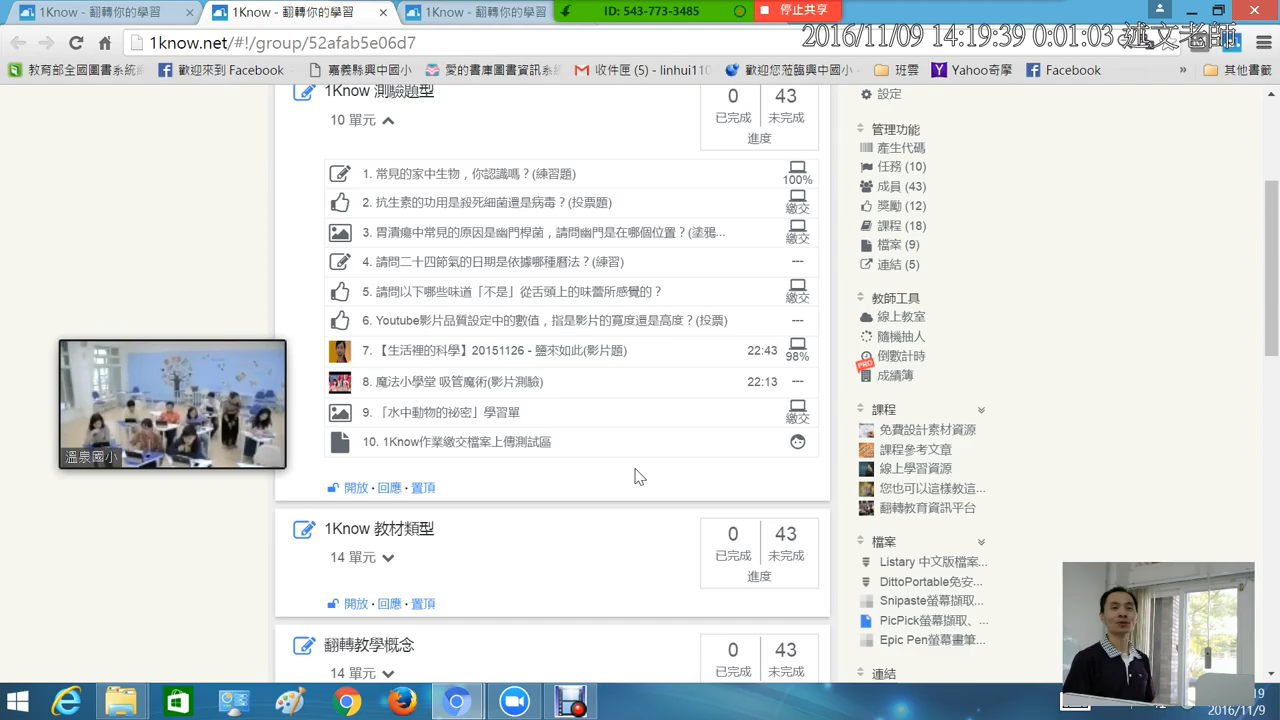 1Know - 翻轉你的學習
1Know - 翻轉你的學習
1Know - 翻轉你的學習
ID: 543-773-3485
停止共享
1know.net/#!/group/52afab5e06d7
2016/11/09 14:19:39 0:01:03 述文老師
教育部全國圖書系統
歡迎來到 Facebook
嘉義縣興中國小
愛的書庫圖書資訊系統
收件匣 (5) - linhui110
歡迎您蒞臨興中國小
班雲
Yahoo奇摩
Facebook
»
其他書籤
1Know 測驗題型
10 單元
0
43
已完成
未完成
進度
1. 常見的家中生物，你認識嗎？(練習題)
100%
2. 抗生素的功用是殺死細菌還是病毒？(投票題)
繳交
3. 胃潰瘍中常見的原因是幽門桿菌，請問幽門是在哪個位置？(塗鴉...
繳交
4. 請問二十四節氣的日期是依據哪種曆法？(練習)
---
5. 請問以下哪些味道「不是」從舌頭上的味蕾所感覺的？
繳交
6. Youtube影片品質設定中的數值，指是影片的寬度還是高度？(投票)
---
7. 【生活裡的科學】20151126 - 鹽來如此(影片題)
22:43
98%
8. 魔法小學堂 吸管魔術(影片測驗)
22:13
---
9. 「水中動物的祕密」學習單
繳交
10. 1Know作業繳交檔案上傳測試區
開放 · 回應 · 置頂
1Know 教材類型
14 單元
0
43
已完成
未完成
進度
開放 · 回應 · 置頂
翻轉教學概念
14 單元
0
43
已完成
未完成
溫泉國小
設定
管理功能
產生代碼
任務 (10)
成員 (43)
獎勵 (12)
課程 (18)
檔案 (9)
連結 (5)
教師工具
線上教室
隨機抽人
倒數計時
PRO
成績簿
課程
免費設計素材資源
課程參考文章
線上學習資源
您也可以這樣教這...
翻轉教育資訊平台
檔案
Listary 中文版檔案...
DittoPortable免安...
Snipaste螢幕擷取...
PicPick螢幕擷取、...
Epic Pen螢幕畫筆...
連結
2016/11/9